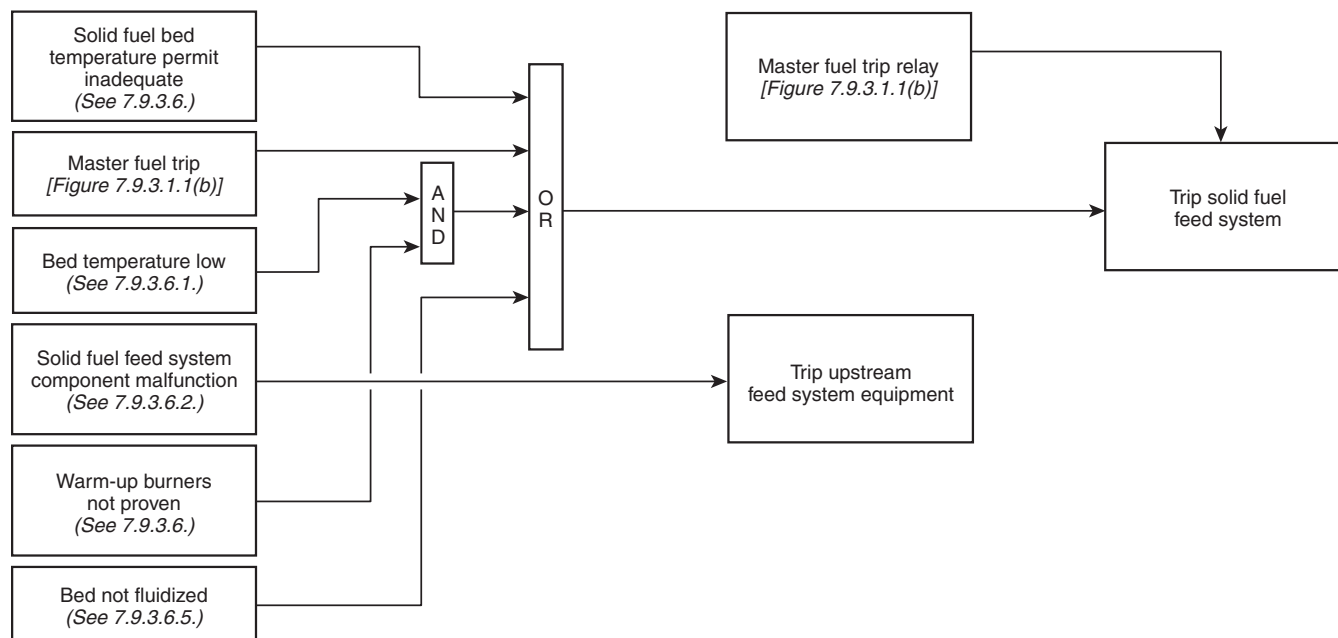 Solid fuel bed
temperature permit
inadequate
(See 7.9.3.6.)
Master fuel trip
[Figure 7.9.3.1.1(b)]
Bed temperature low
(See 7.9.3.6.1.)
Solid fuel feed system
component malfunction
(See 7.9.3.6.2.)
Warm-up burners
not proven
(See 7.9.3.6.)
Bed not fluidized
(See 7.9.3.6.5.)
A
N
D
O
R
Master fuel trip relay
[Figure 7.9.3.1.1(b)]
Trip upstream
feed system equipment
Trip solid fuel
feed system